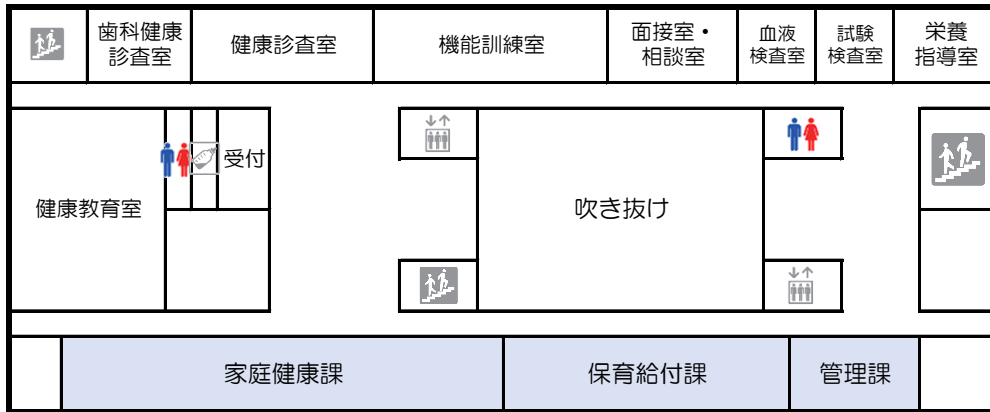 歯科健康
診査室
健康診査室
機能訓練室
面接室・
相談室
血液
検査室
試験
検査室
栄養
指導室
受付
健康教育室
吹き抜け
家庭健康課
保育給付課
管理課